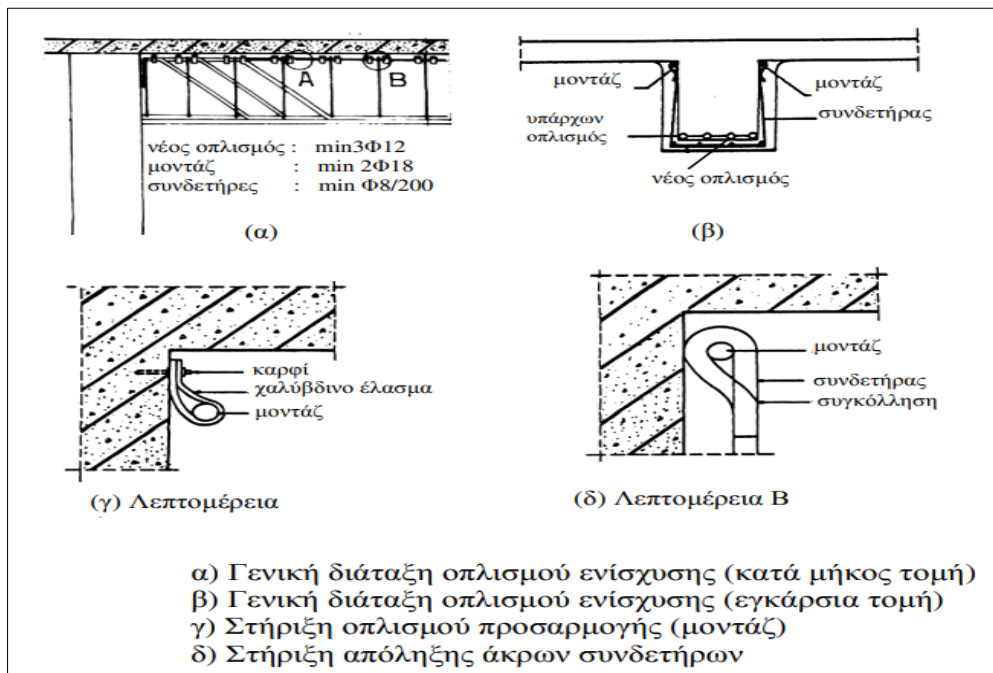 A
B
νέος οπλισμός : min3Φ12
μοντάζ : min 2Φ18
συνδετήρες : min Φ8/200
(α)
μοντάζ
μοντάζ
συνδετήρας
υπάρχων
οπλισμός
νέος οπλισμός
(β)
καρφί
χαλύβδινο έλασμα
μοντάζ
(γ) Λεπτομέρεια
μοντάζ
συνδετήρας
συγκόλληση
(δ) Λεπτομέρεια Β
α) Γενική διάταξη οπλισμού ενίσχυσης (κατά μήκος τομή)
β) Γενική διάταξη οπλισμού ενίσχυσης (εγκάρσια τομή)
γ) Στήριξη οπλισμού προσαρμογής (μοντάζ)
δ) Στήριξη απόληξης άκρων συνδετήρων